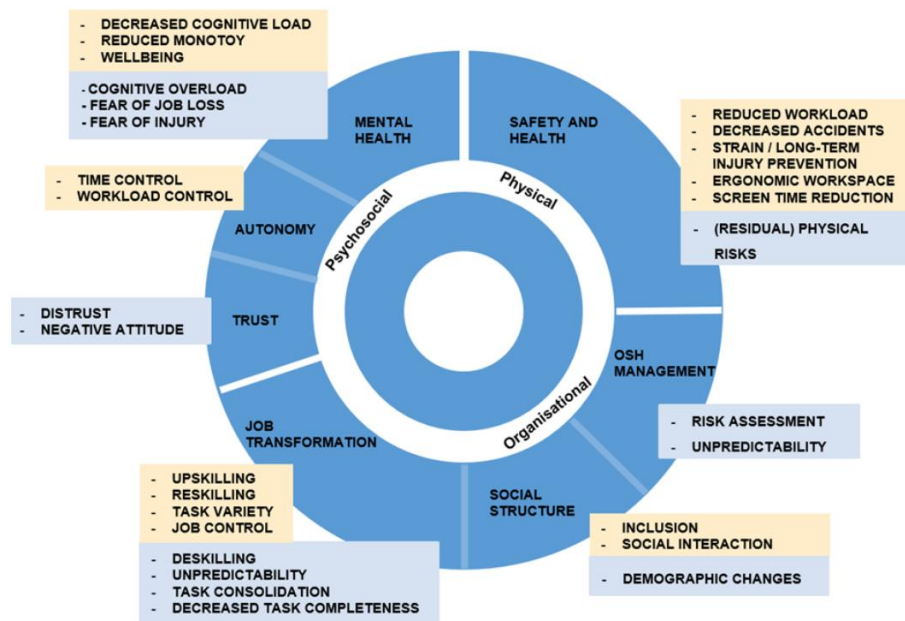 - DECREASED COGNITIVE LOAD
- REDUCED MONOTOY
- WELLBEING
- COGNITIVE OVERLOAD
- FEAR OF JOB LOSS
- FEAR OF INJURY
MENTAL
HEALTH
SAFETY AND
HEALTH
- REDUCED WORKLOAD
- DECREASED ACCIDENTS
- STRAIN / LONG-TERM
INJURY PREVENTION
- ERGONOMIC WORKSPACE
- SCREEN TIME REDUCTION
- (RESIDUAL) PHYSICAL
RISKS
- TIME CONTROL
- WORKLOAD CONTROL
AUTONOMY
Psychosocial
Physical
- DISTRUST
- NEGATIVE ATTITUDE
TRUST
OSH
MANAGEMENT
Organisational
- RISK ASSESSMENT
- UNPREDICTABILITY
JOB
TRANSFORMATION
- UPSKILLING
- RESKILLING
- TASK VARIETY
- JOB CONTROL
- DESKILLING
- UNPREDICTABILITY
- TASK CONSOLIDATION
- DECREASED TASK COMPLETENESS
SOCIAL
STRUCTURE
- INCLUSION
- SOCIAL INTERACTION
- DEMOGRAPHIC CHANGES